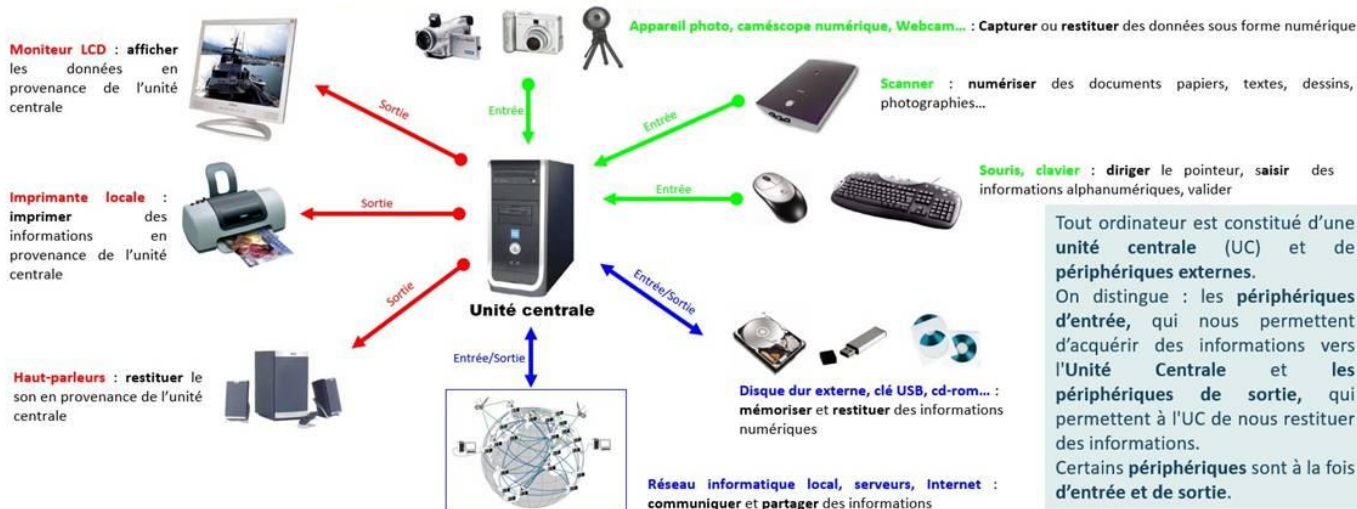 Appareil photo, caméscope numérique, Webcam... : Capturer ou restituer des données sous forme numérique
Moniteur LCD : afficher
les données en
provenance de l'unité
centrale
Sortie
Entrée
Entrée
Scanner : numériser des documents papiers, textes, dessins,
photographies...
Imprimante locale :
imprimer des
informations en
provenance de l'unité
centrale
Sortie
Entrée
Souris, clavier : diriger le pointeur, saisir des
informations alphanumériques, valider
Sortie
Unité centrale
Entrée/Sortie
Entrée/Sortie
Haut-parleurs : restituer le
son en provenance de l'unité
centrale
Disque dur externe, clé USB, cd-rom... :
mémoriser et restituer des informations
numériques
Réseau informatique local, serveurs, Internet :
communiquer et partager des informations
Tout ordinateur est constitué d'une
unité centrale (UC) et de
périphériques externes.
On distingue : les périphériques
d'entrée, qui nous permettent
d'acquérir des informations vers
l'Unité Centrale et les
périphériques de sortie, qui
permettent à l'UC de nous restituer
des informations.
Certains périphériques sont à la fois
d'entrée et de sortie.